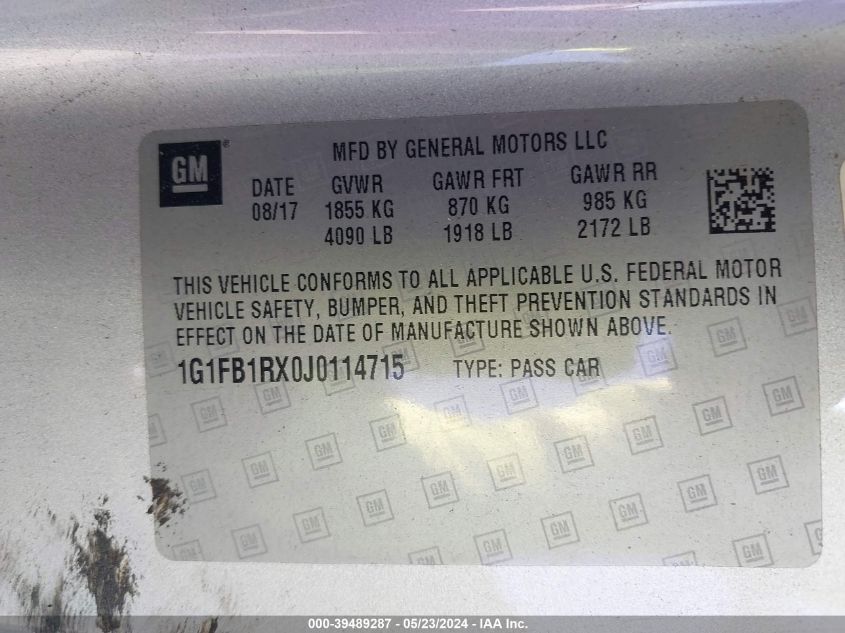 GM®
MFD BY GENERAL MOTORS LLC
DATE GVWR GAWR FRT GAWR RR
08/17 1855 KG 870 KG 985 KG
4090 LB 1918 LB 2172 LB
THIS VEHICLE CONFORMS TO ALL APPLICABLE U.S. FEDERAL MOTOR
VEHICLE SAFETY, BUMPER, AND THEFT PREVENTION STANDARDS IN
EFFECT ON THE DATE OF MANUFACTURE SHOWN ABOVE.
1G1FB1RX0J0114715 TYPE: PASS CAR
000-39489287 - 05/23/2024 - IAA Inc.